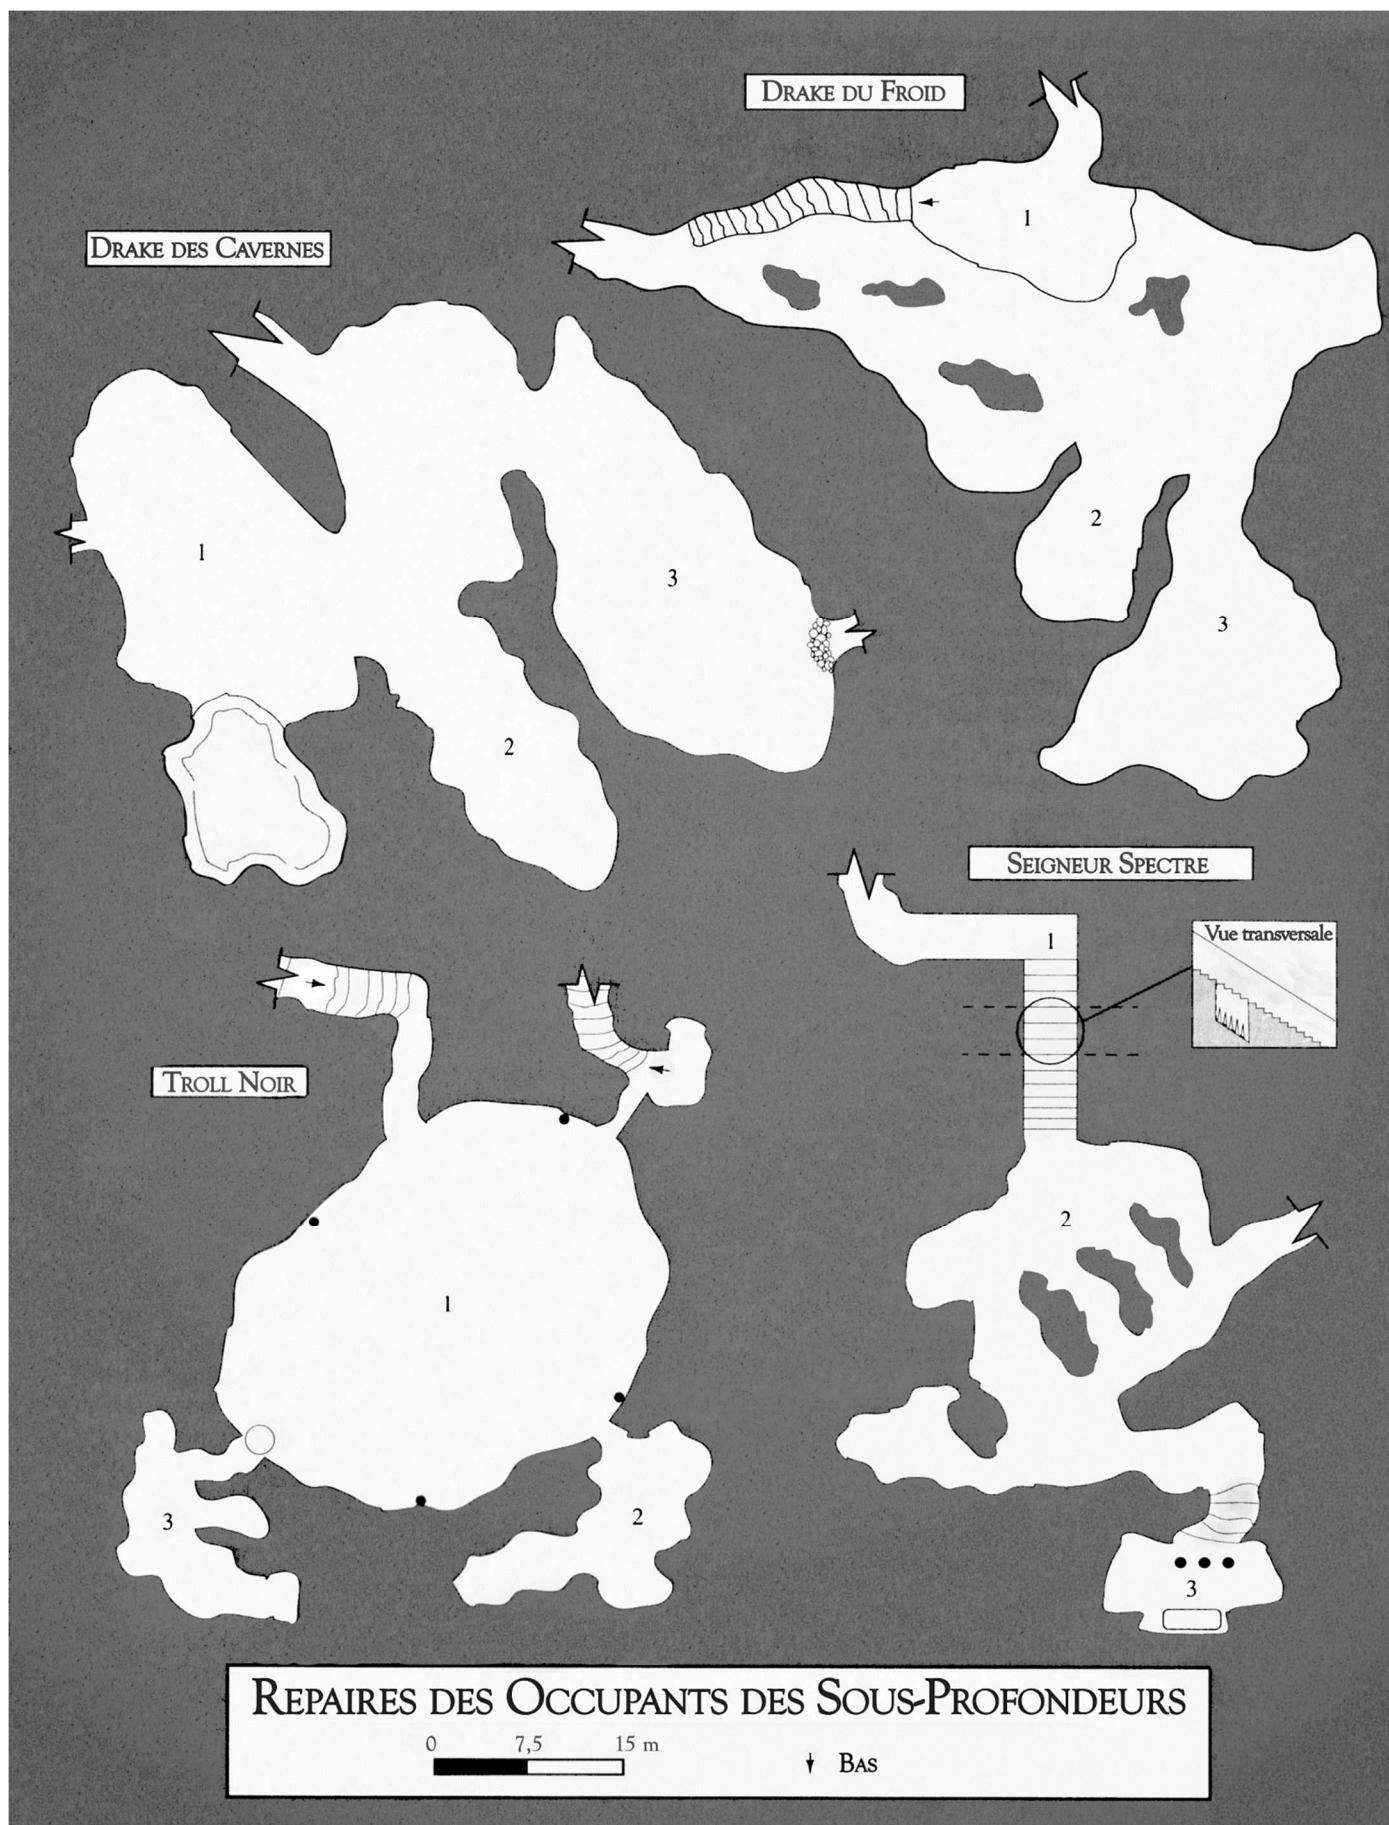 DRAKE DU FROID
1
2
3
DRAKE DES CAVERNES
1
2
3
SEIGNEUR SPECTRE
1
Vue transversale
2
3
TROLL NOIR
1
2
3
REPAIRES DES OCCUPANTS DES SOUS-PROFONDEURS
0 7,5 15 m
BAS